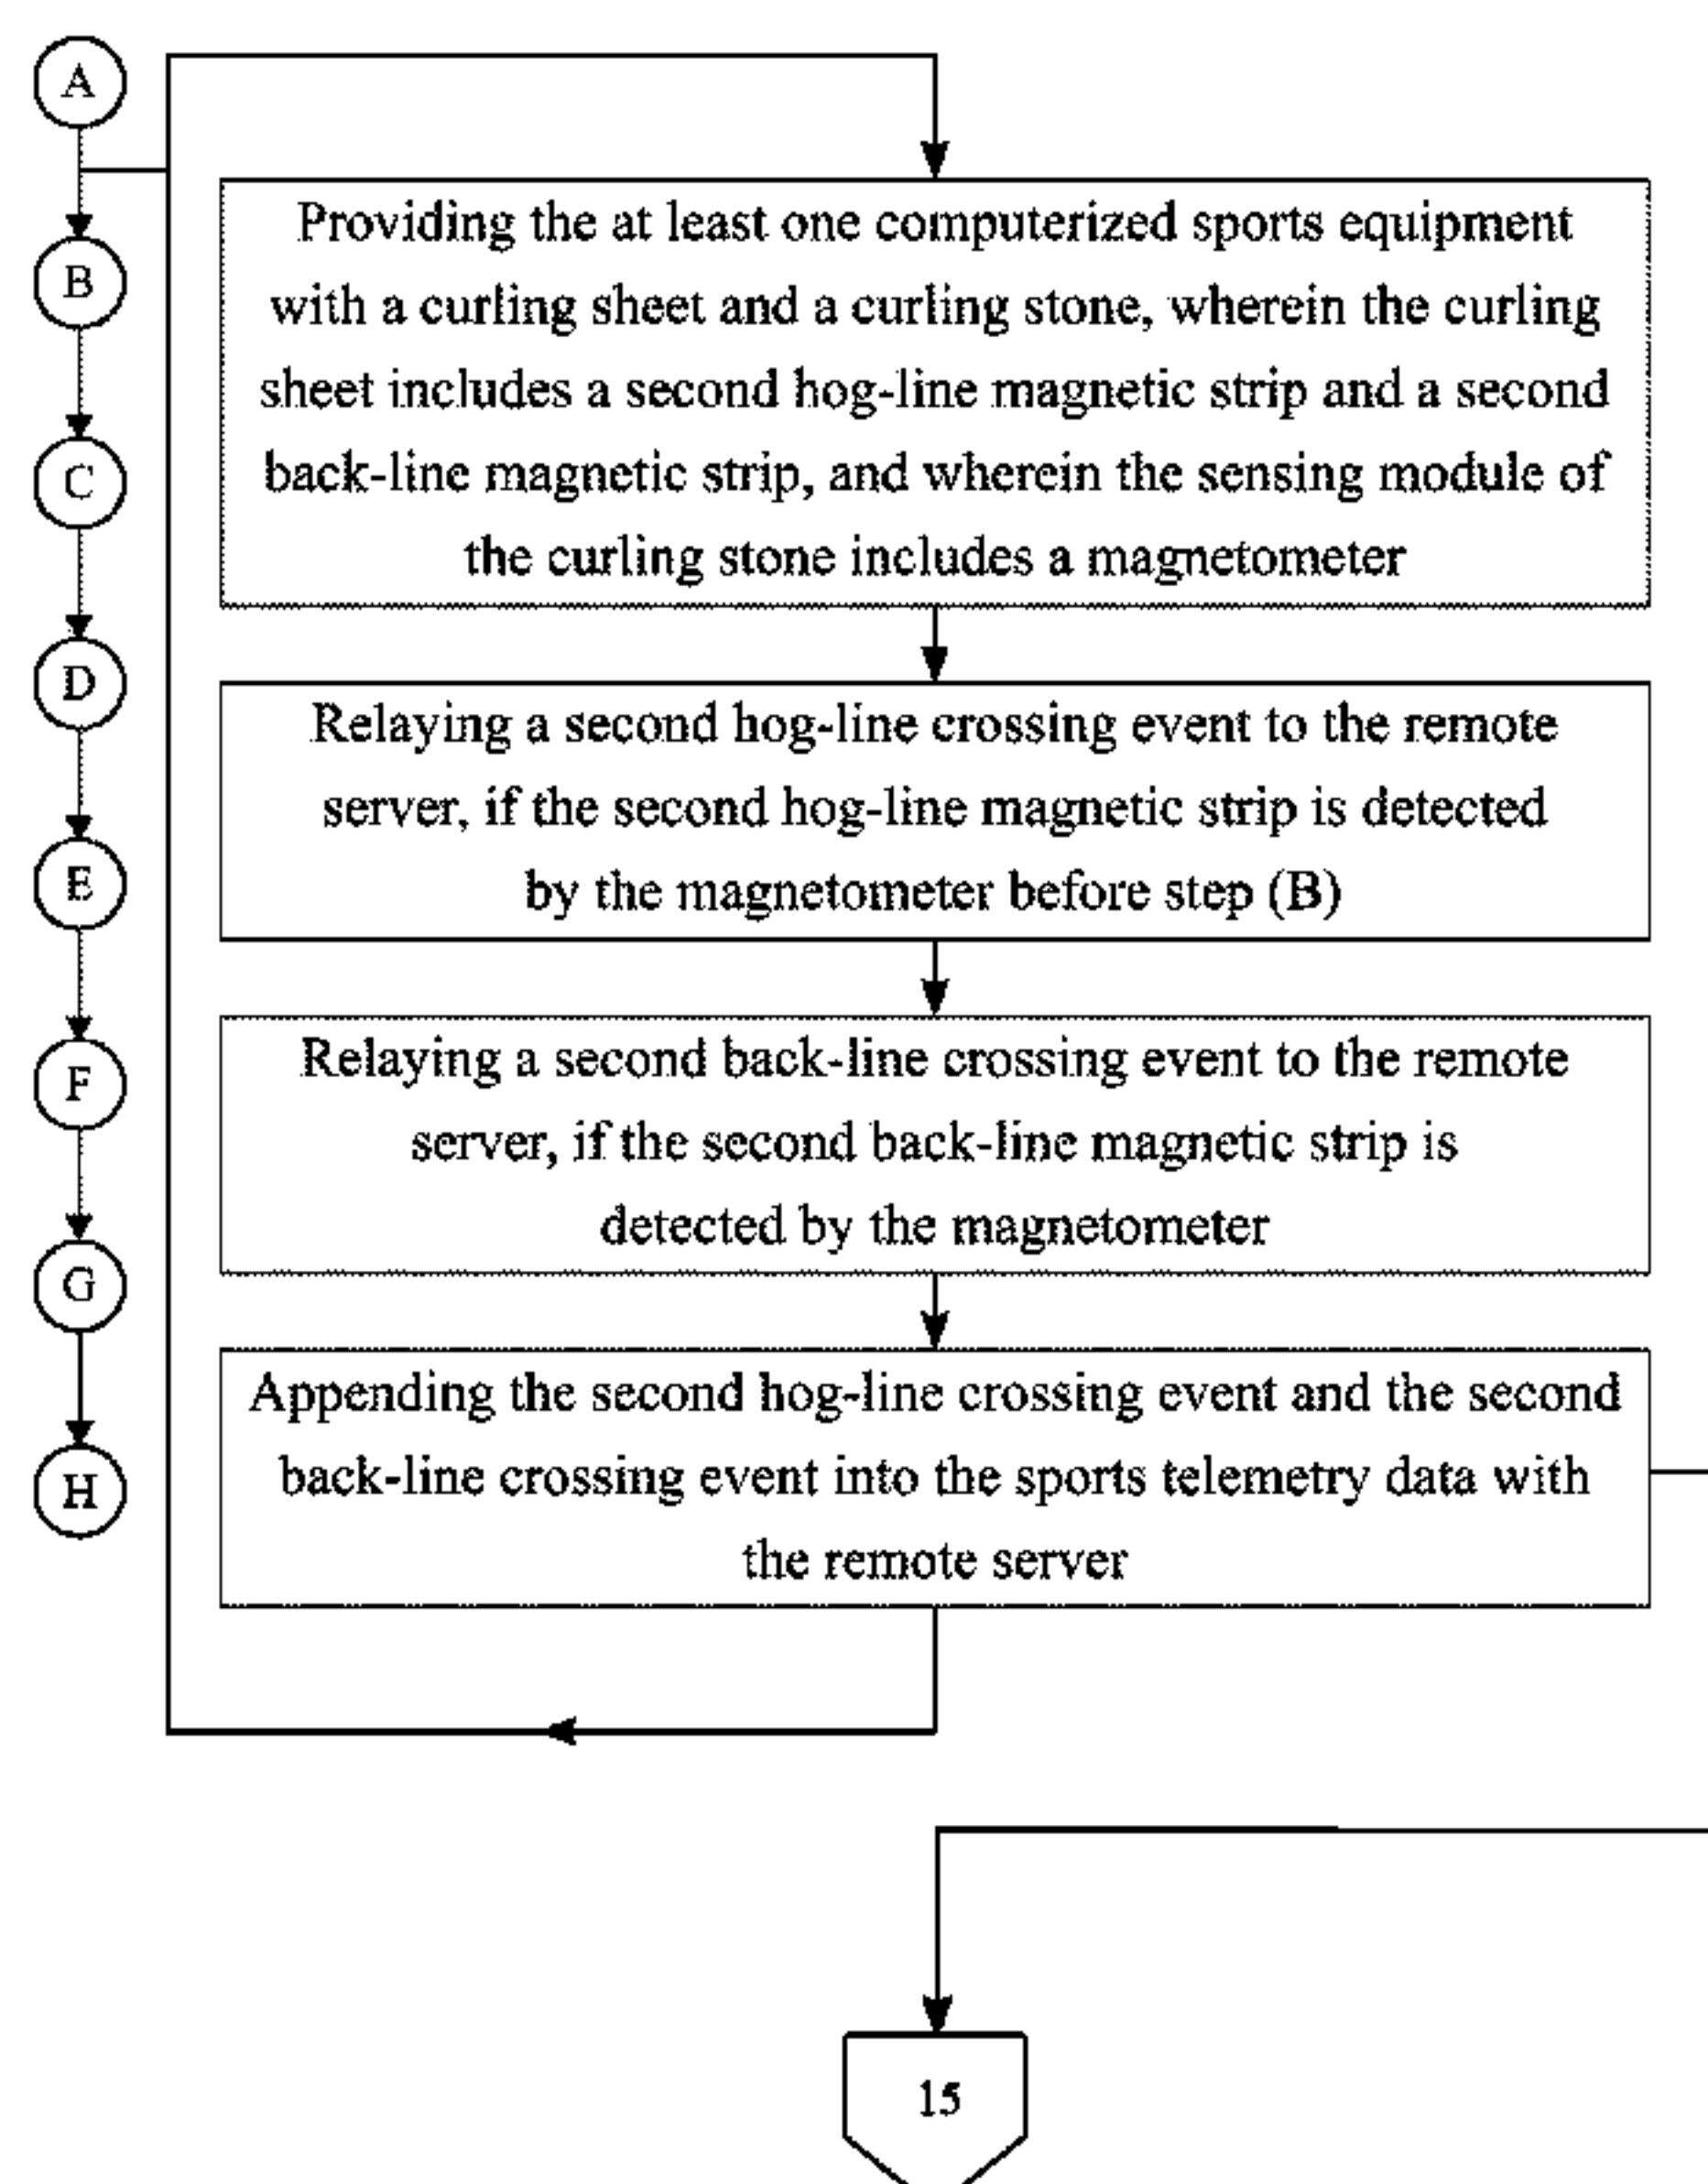 A
B
C
D
E
F
G
H
Providing the at least one computerized sports equipment
with a curling sheet and a curling stone, wherein the curling
sheet includes a second hog-line magnetic strip and a second
back-line magnetic strip, and wherein the sensing module of
the curling stone includes a magnetometer
Relaying a second hog-line crossing event to the remote
server, if the second hog-line magnetic strip is detected
by the magnetometer before step (B)
Relaying a second back-line crossing event to the remote
server, if the second back-line magnetic strip is
detected by the magnetometer
Appending the second hog-line crossing event and the second
back-line crossing event into the sports telemetry data with
the remote server
15